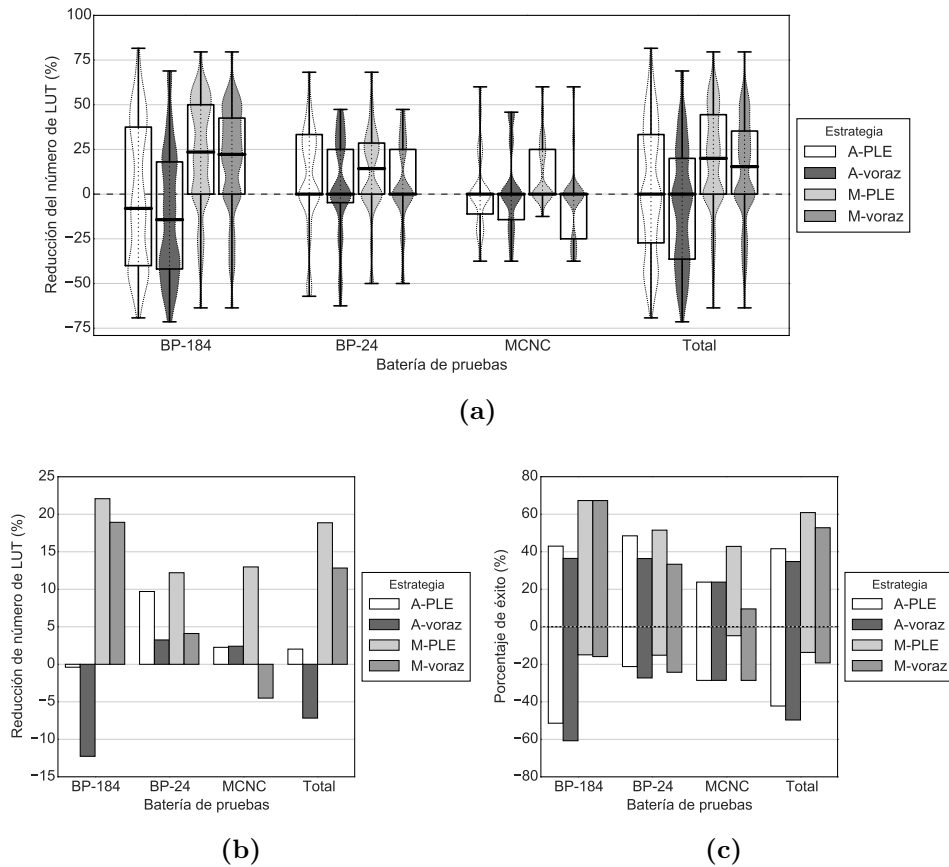 100
75
50
25
0
−25
−50
−75
Reducción del número de LUT (%)
BP-184
BP-24
MCNC
Total
Batería de pruebas
Estrategia
A-PLE
A-voraz
M-PLE
M-voraz
(a)
25
20
15
10
5
0
−5
−10
−15
Reducción de número de LUT (%)
BP-184
BP-24
MCNC
Total
Batería de pruebas
Estrategia
A-PLE
A-voraz
M-PLE
M-voraz
(b)
80
60
40
20
0
−20
−40
−60
−80
Porcentaje de éxito (%)
BP-184
BP-24
MCNC
Total
Batería de pruebas
Estrategia
A-PLE
A-voraz
M-PLE
M-voraz
(c)